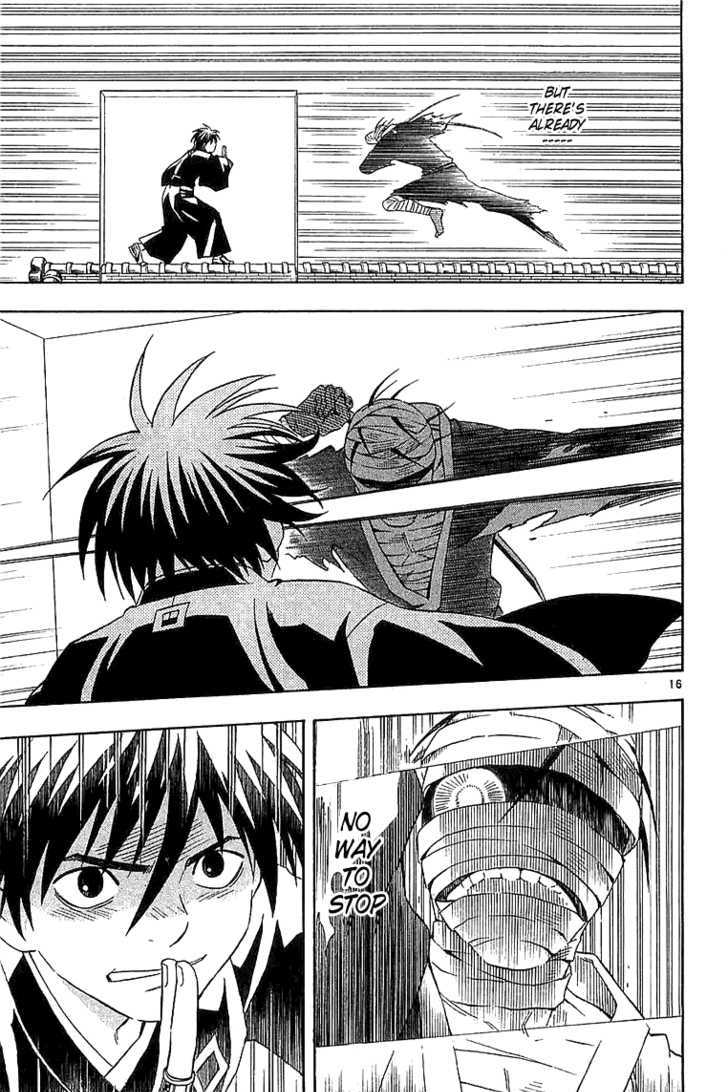 BUT
THERE'S
ALREADY
-----
16
NO
WAY
TO
STOP